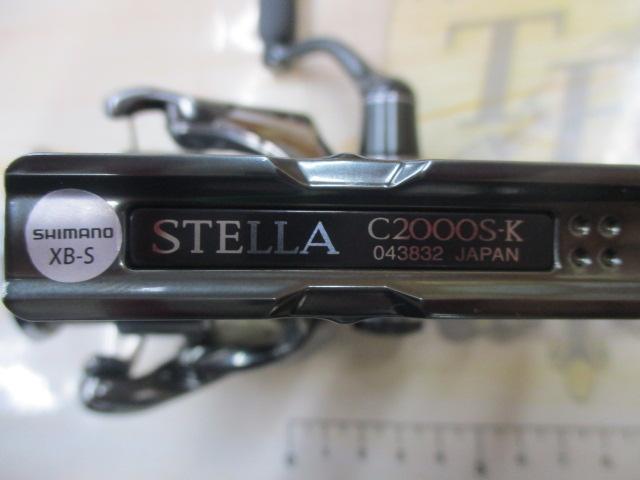 SHIMANO
XB-S
STELLA
C2000S-K
043832 JAPAN